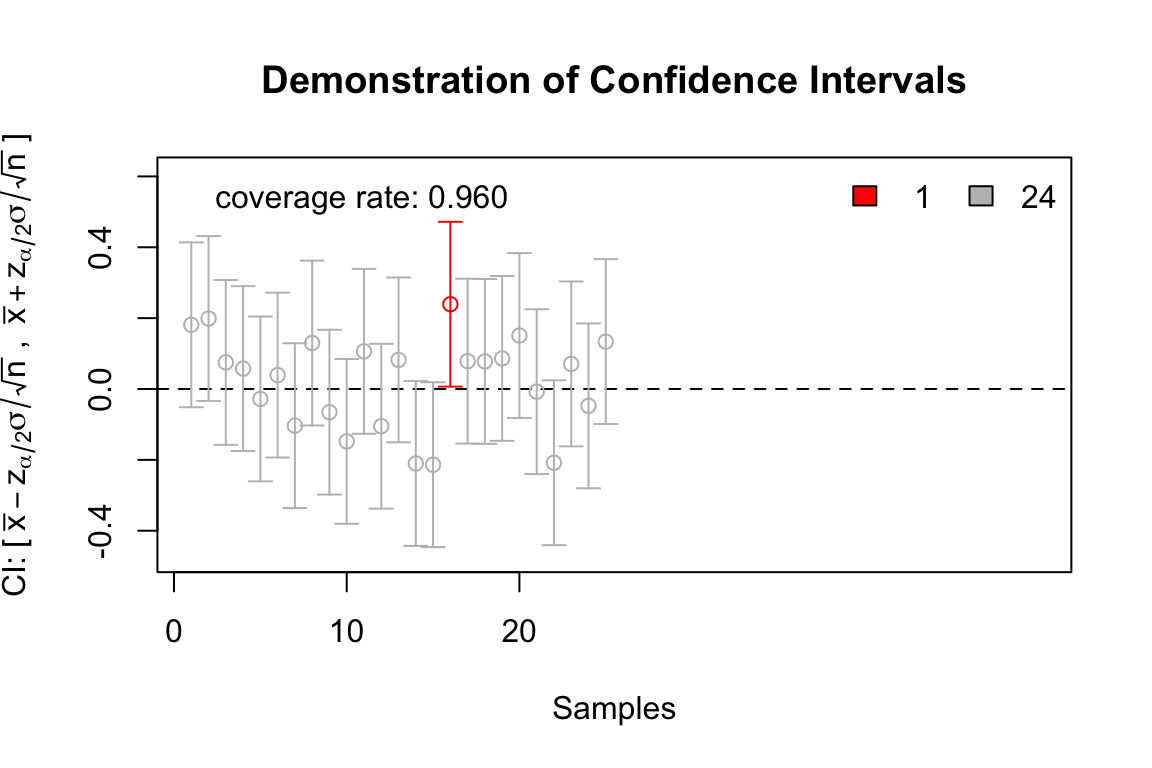 Demonstration of Confidence Intervals
coverage rate: 0.960
1
24
CI: [ x̅ − zα/2σ/√n , x̅ + zα/2σ/√n ]
0.4
0.0
-0.4
0
10
20
Samples